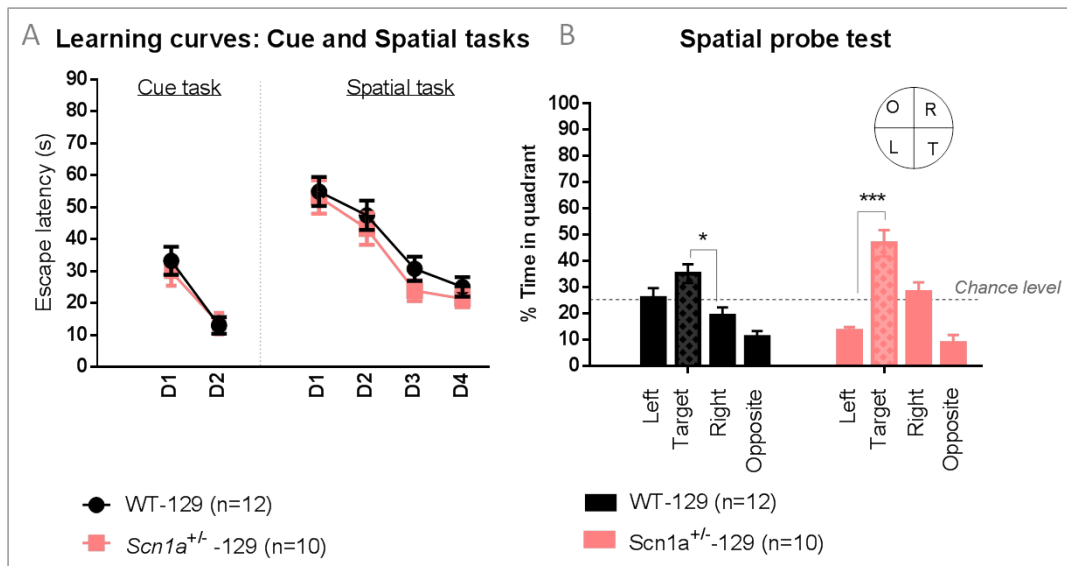 A Learning curves: Cue and Spatial tasks
Cue task
Spatial task
Escape latency (s)
90
80
70
60
50
40
30
20
10
0
D1
D2
D1
D2
D3
D4
WT-129 (n=12)
Scn1a+/- -129 (n=10)
B Spatial probe test
O R
L T
% Time in quadrant
100
90
80
70
60
50
40
30
20
10
0
*
***
Chance level
Left
Target
Right
Opposite
Left
Target
Right
Opposite
WT-129 (n=12)
Scn1a+/- -129 (n=10)